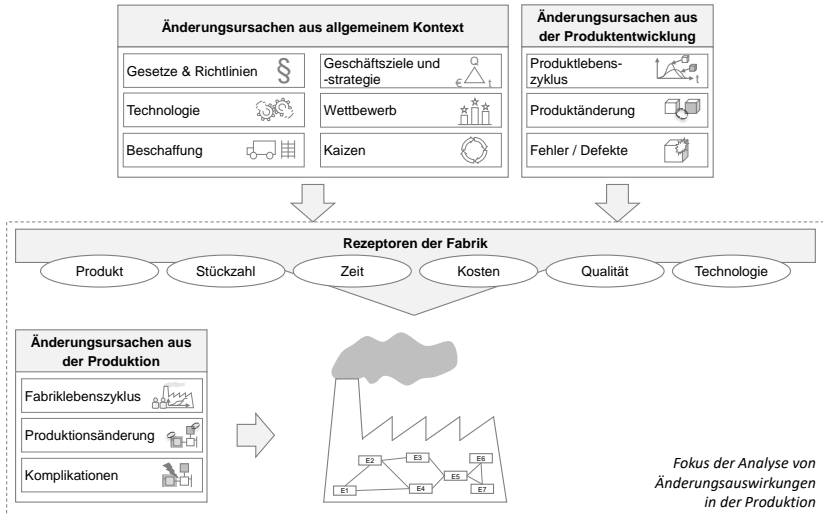 Änderungsursachen aus allgemeinem Kontext
Gesetze & Richtlinien
§
Geschäftsziele und
-strategie
Q
€
t
Technologie
Wettbewerb
Beschaffung
Kaizen
Änderungsursachen aus
der Produktentwicklung
Produktlebens-
zyklus
t
Produktänderung
Fehler / Defekte
Rezeptoren der Fabrik
Produkt
Stückzahl
Zeit
Kosten
Qualität
Technologie
Änderungsursachen aus
der Produktion
Fabriklebenszyklus
Produktionsänderung
Komplikationen
E1
E2
E3
E4
E5
E6
E7
Fokus der Analyse von
Änderungsauswirkungen
in der Produktion